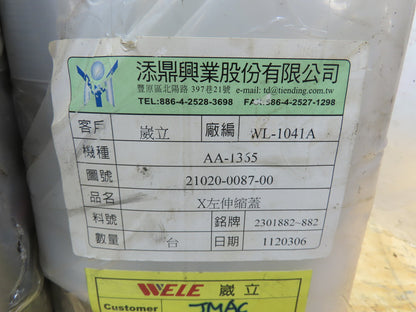 添鼎興業股份有限公司
豐原區北陽路 397巷21號 e-mail: td@tiending.com.tw
TEL:886-4-2528-3698 FAX:886-4-2527-1298
客戶 崴立 廠編 WL-1041A
機種 AA-1365
圖號 21020-0087-00
品名 X左伸縮蓋
料號 銘牌 2301882~882
數量 台 日期 1120306
WELE 崴立
Customer JMAC